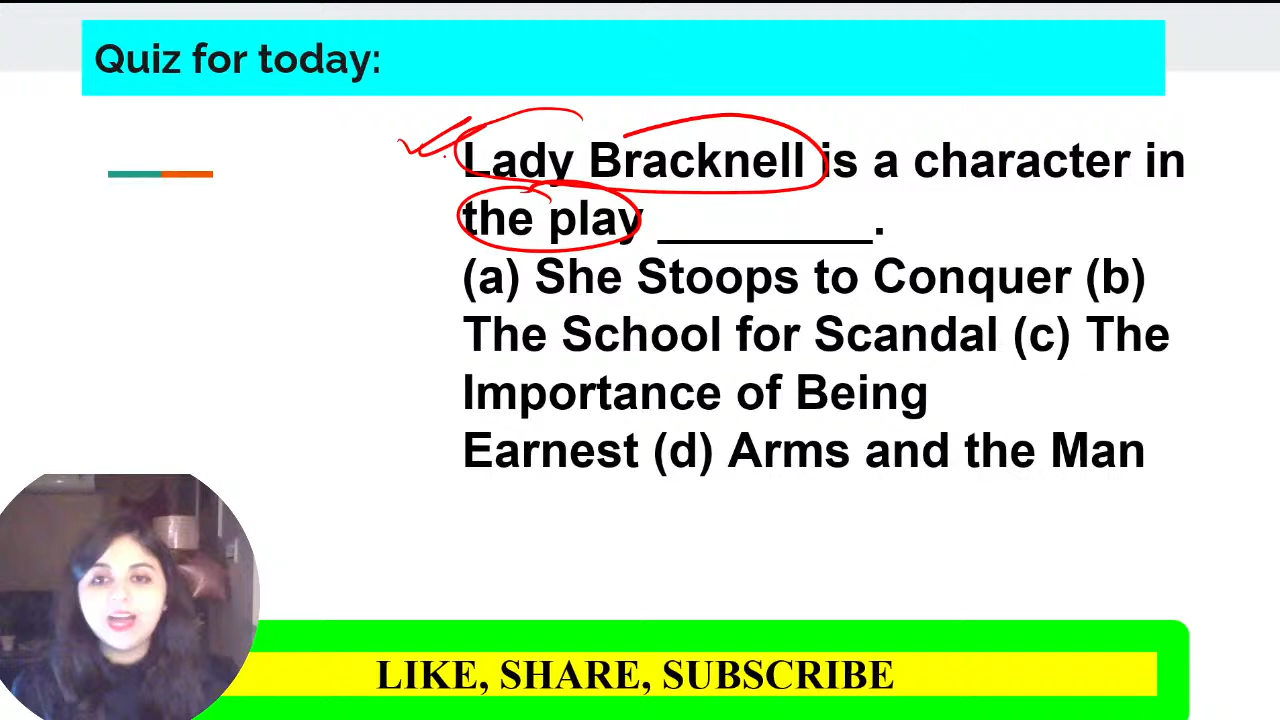 Quiz for today:
Lady Bracknell is a character in
the play ________.
(a) She Stoops to Conquer (b)
The School for Scandal (c) The
Importance of Being
Earnest (d) Arms and the Man
LIKE, SHARE, SUBSCRIBE